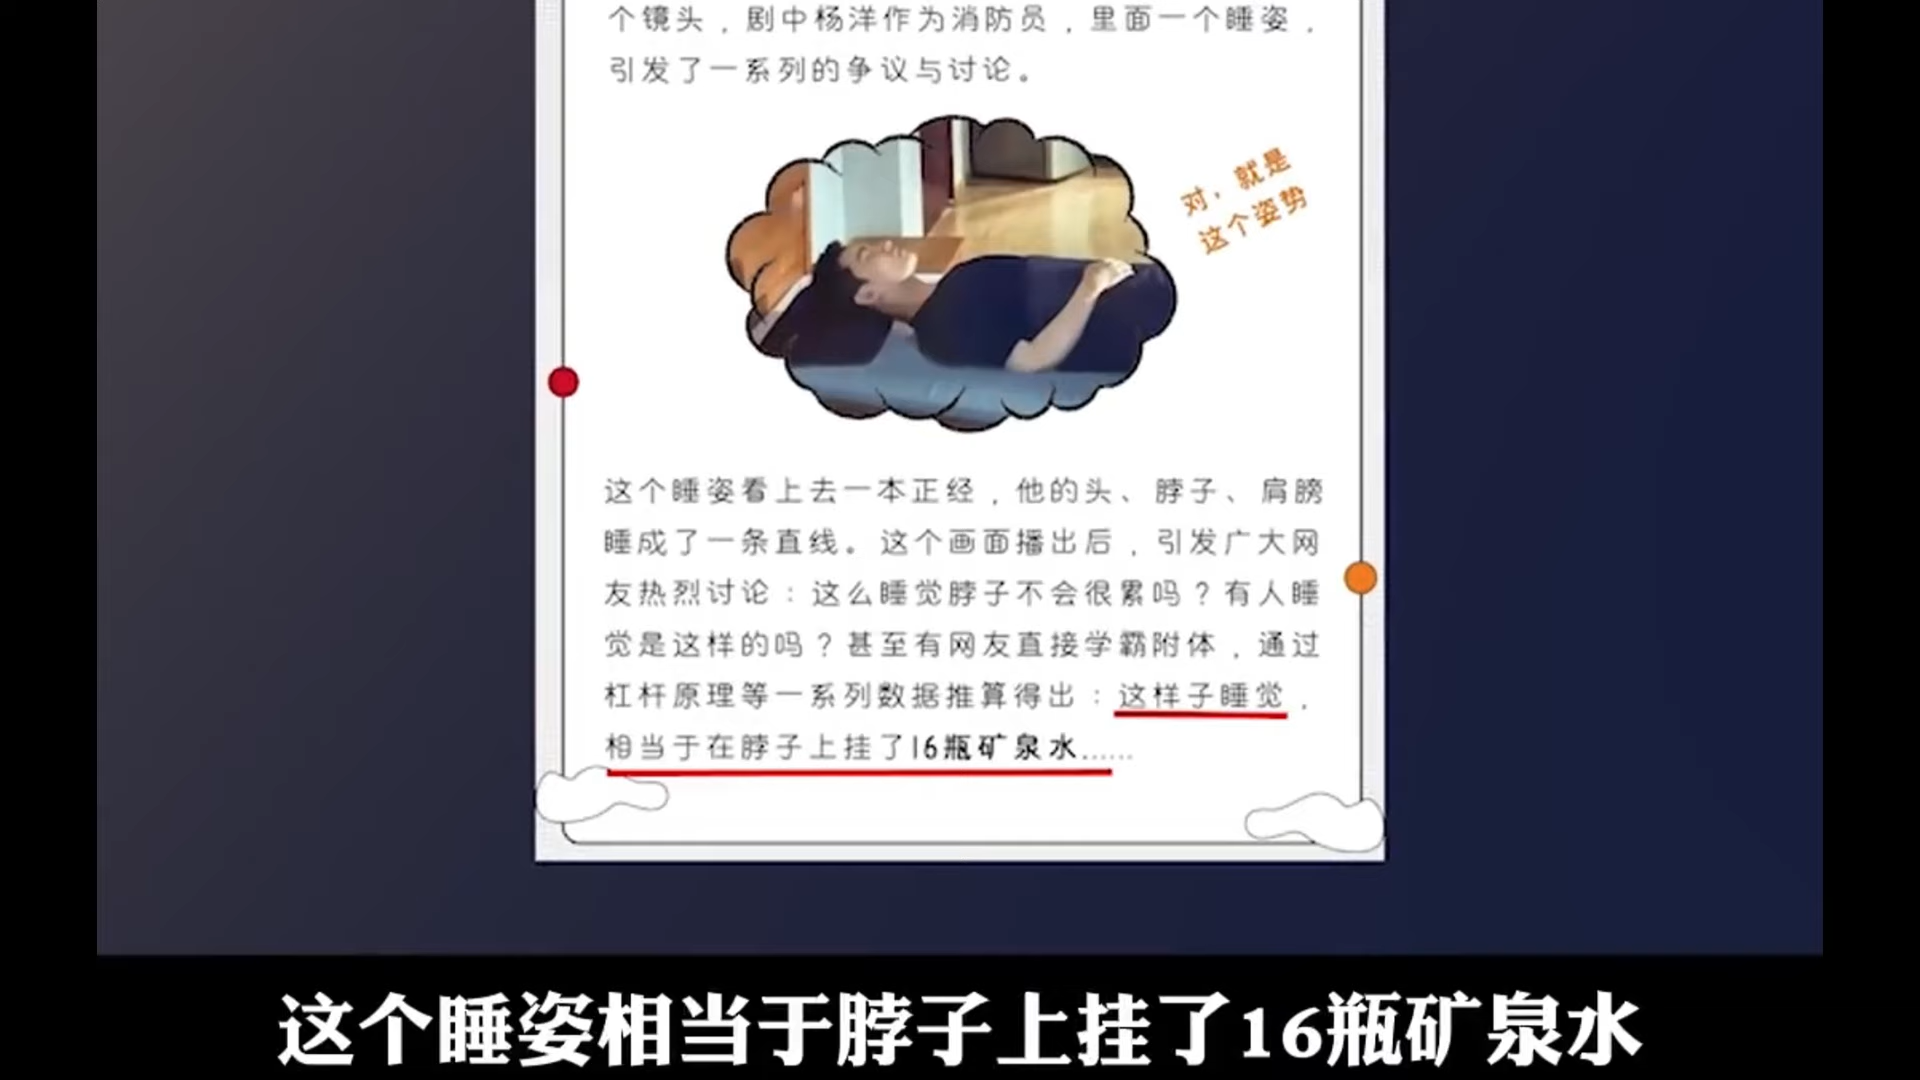 个镜头，剧中杨洋作为消防员，里面一个睡姿，
引发了一系列的争议与讨论。
对，就是
这个姿势
这个睡姿看上去一本正经，他的头、脖子、肩膀
睡成了一条直线。这个画面播出后，引发广大网
友热烈讨论：这么睡觉脖子不会很累吗？有人睡
觉是这样的吗？甚至有网友直接学霸附体，通过
杠杆原理等一系列数据推算得出：这样子睡觉，
相当于在脖子上挂了16瓶矿泉水……
这个睡姿相当于脖子上挂了16瓶矿泉水